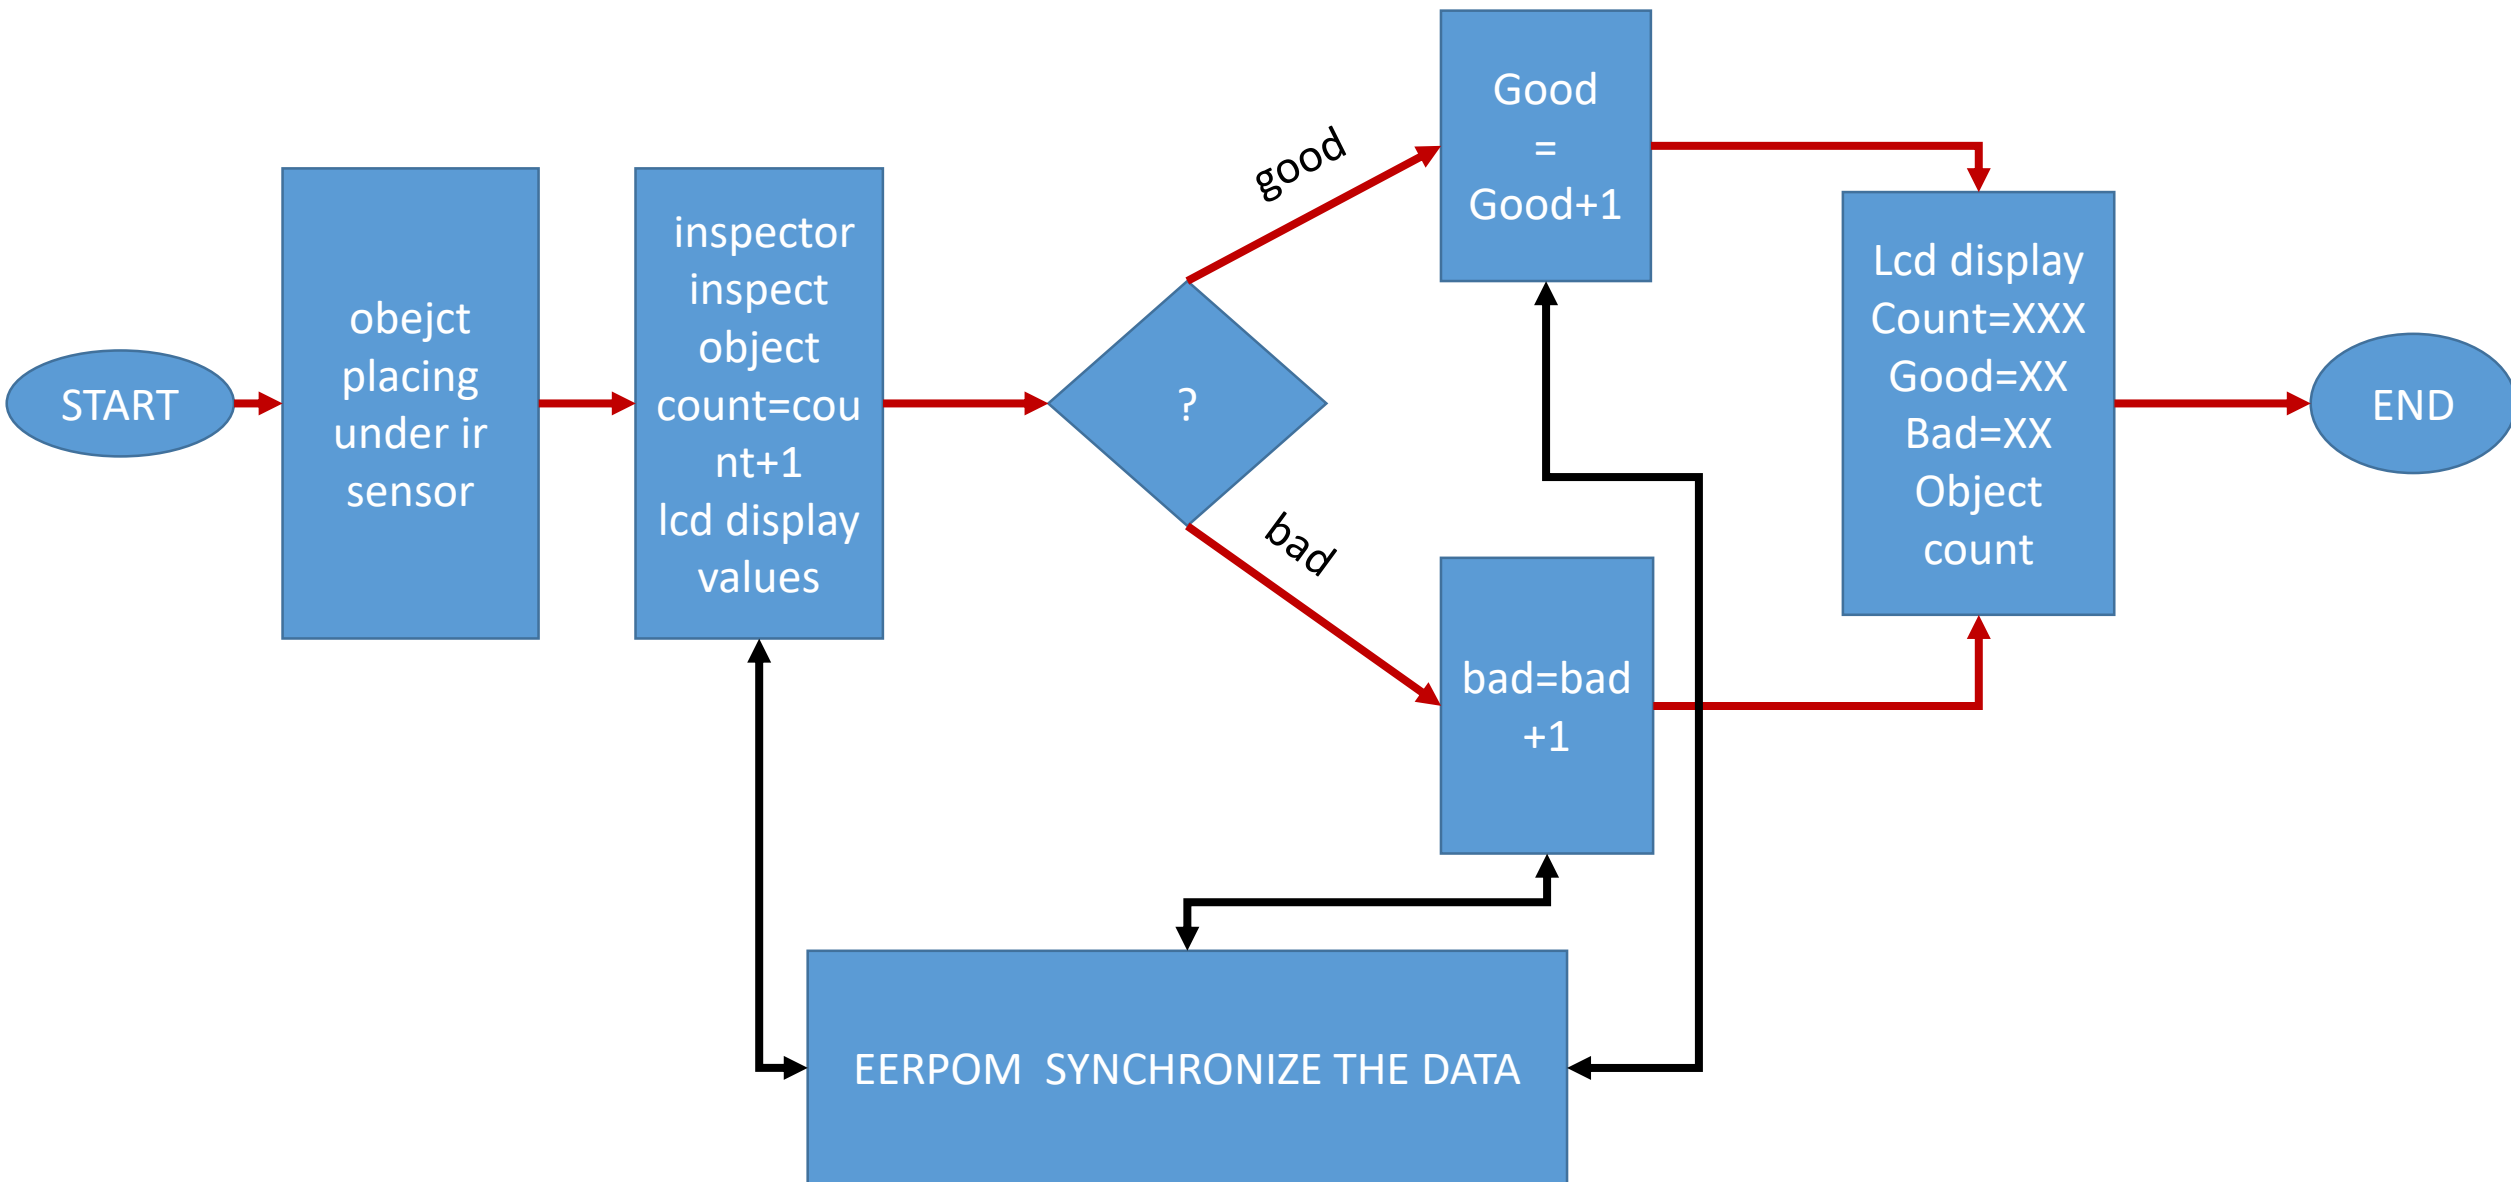 START
obejct
placing
under ir
sensor
inspector
inspect
object
count=cou
nt+1
lcd display
values
?
good
bad
Good
=
Good+1
bad=bad
+1
Lcd display
Count=XXX
Good=XX
Bad=XX
Object
count
END
EERPOM  SYNCHRONIZE THE DATA